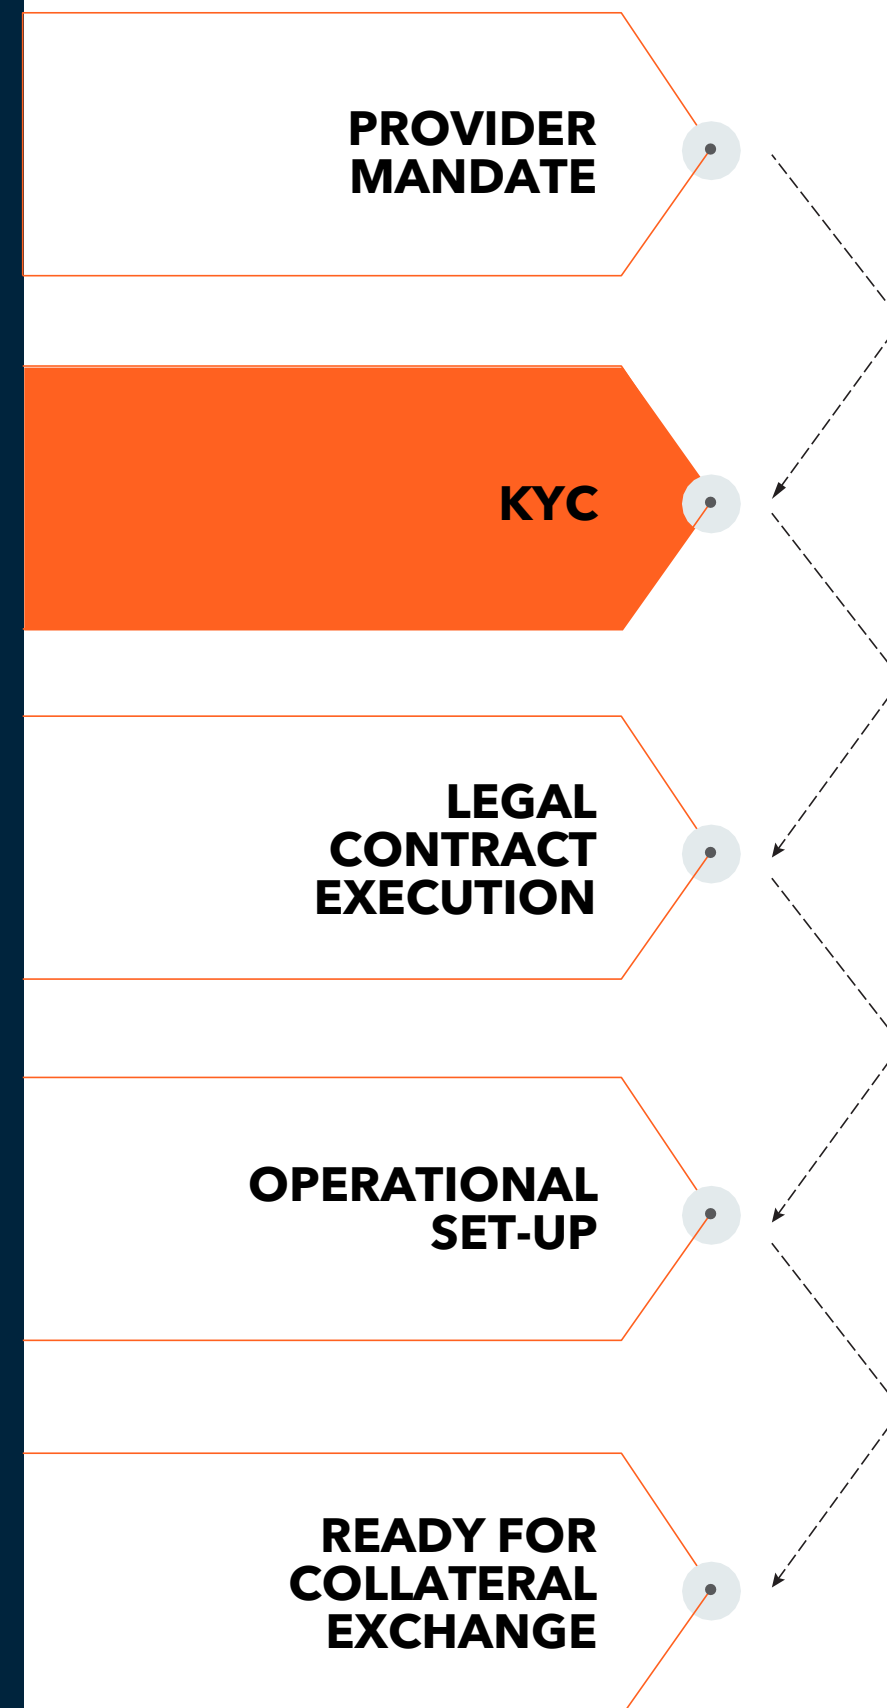 PROVIDER
MANDATE
KYC
LEGAL
CONTRACT
EXECUTION
OPERATIONAL
SET-UP
READY FOR
COLLATERAL
EXCHANGE